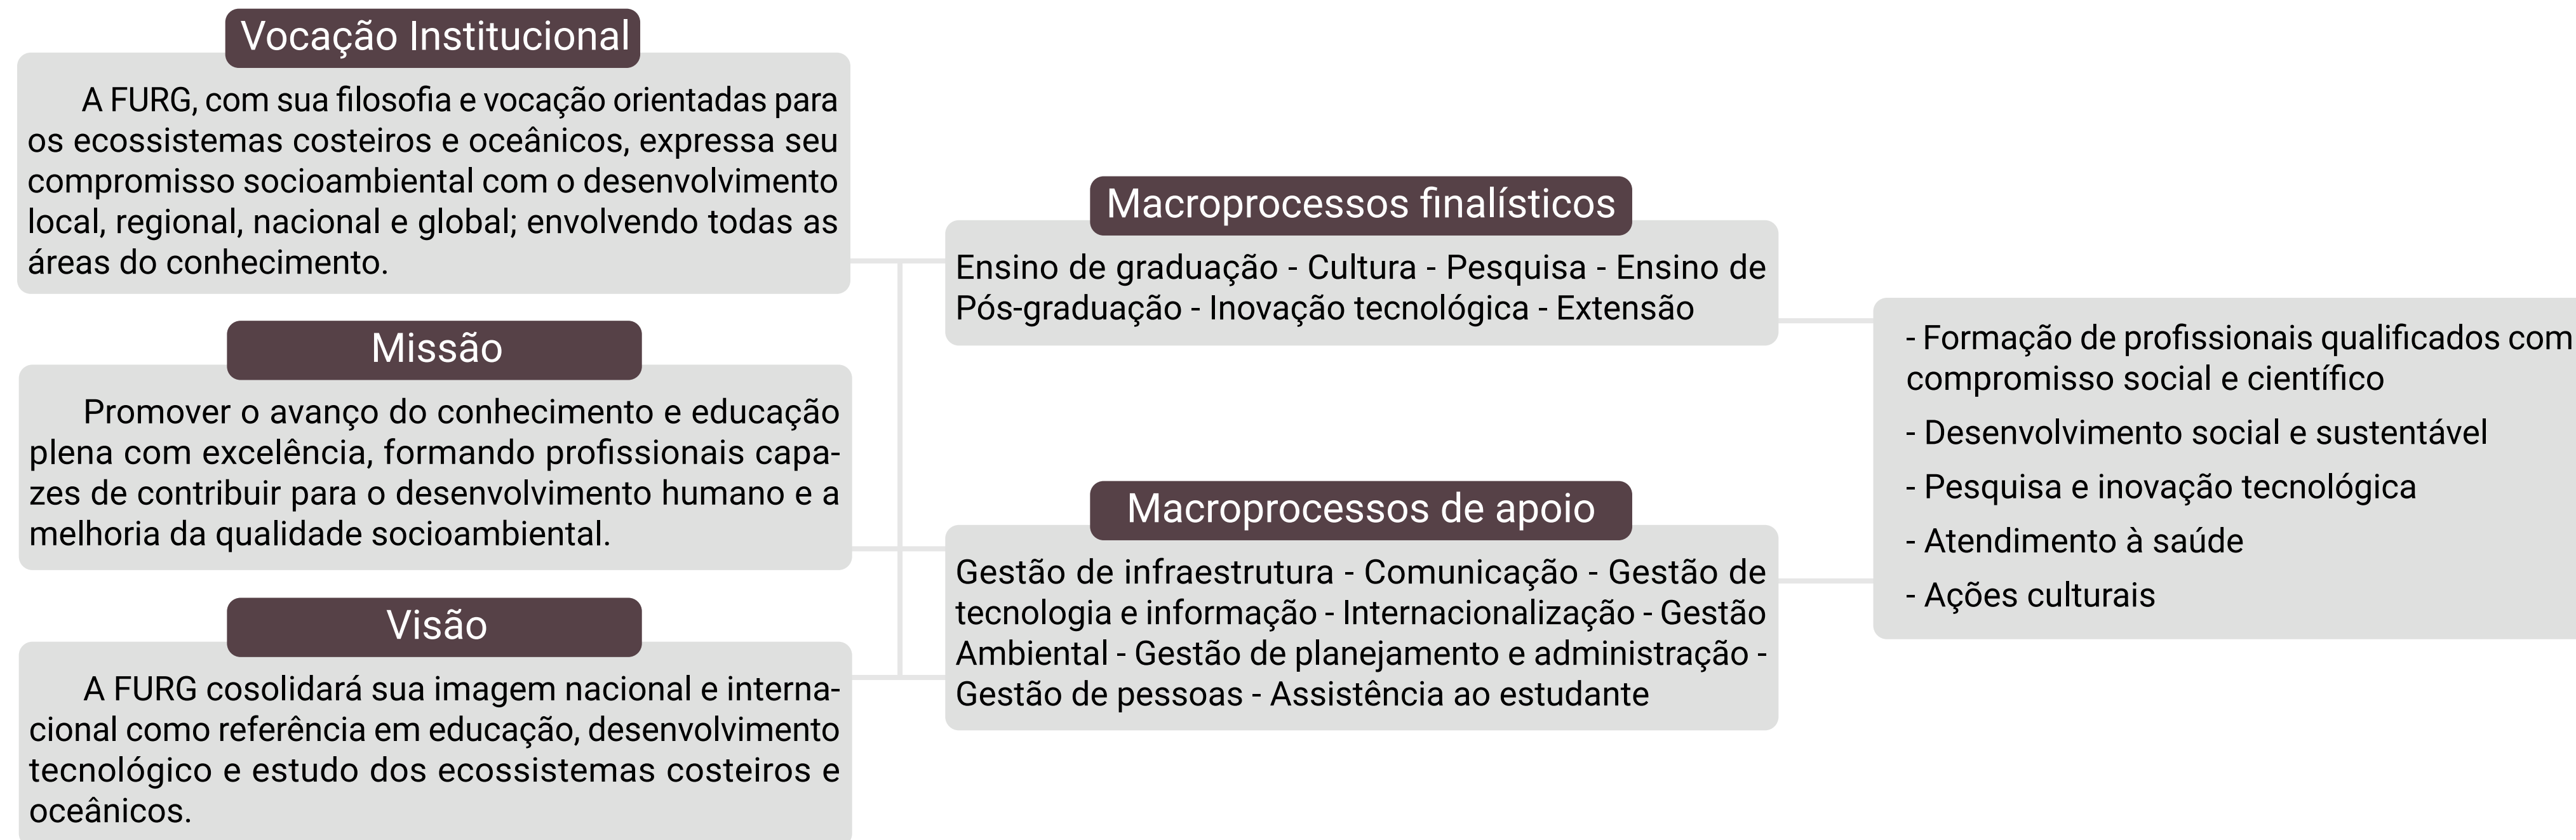 Vocação Institucional
A FURG, com sua filosofia e vocação orientadas para
os ecossistemas costeiros e oceânicos, expressa seu
compromisso socioambiental com o desenvolvimento
local, regional, nacional e global; envolvendo todas as
áreas do conhecimento.
Missão
Promover o avanço do conhecimento e educação
plena com excelência, formando profissionais capa-
zes de contribuir para o desenvolvimento humano e a
melhoria da qualidade socioambiental.
Visão
A FURG cosolidará sua imagem nacional e interna-
cional como referência em educação, desenvolvimento
tecnológico e estudo dos ecossistemas costeiros e
oceânicos.
Macroprocessos finalísticos
Ensino de graduação - Cultura - Pesquisa - Ensino de
Pós-graduação - Inovação tecnológica - Extensão
Macroprocessos de apoio
Gestão de infraestrutura - Comunicação - Gestão de
tecnologia e informação - Internacionalização - Gestão
Ambiental - Gestão de planejamento e administração -
Gestão de pessoas - Assistência ao estudante
- Formação de profissionais qualificados com
compromisso social e científico
- Desenvolvimento social e sustentável
- Pesquisa e inovação tecnológica
- Atendimento à saúde
- Ações culturais